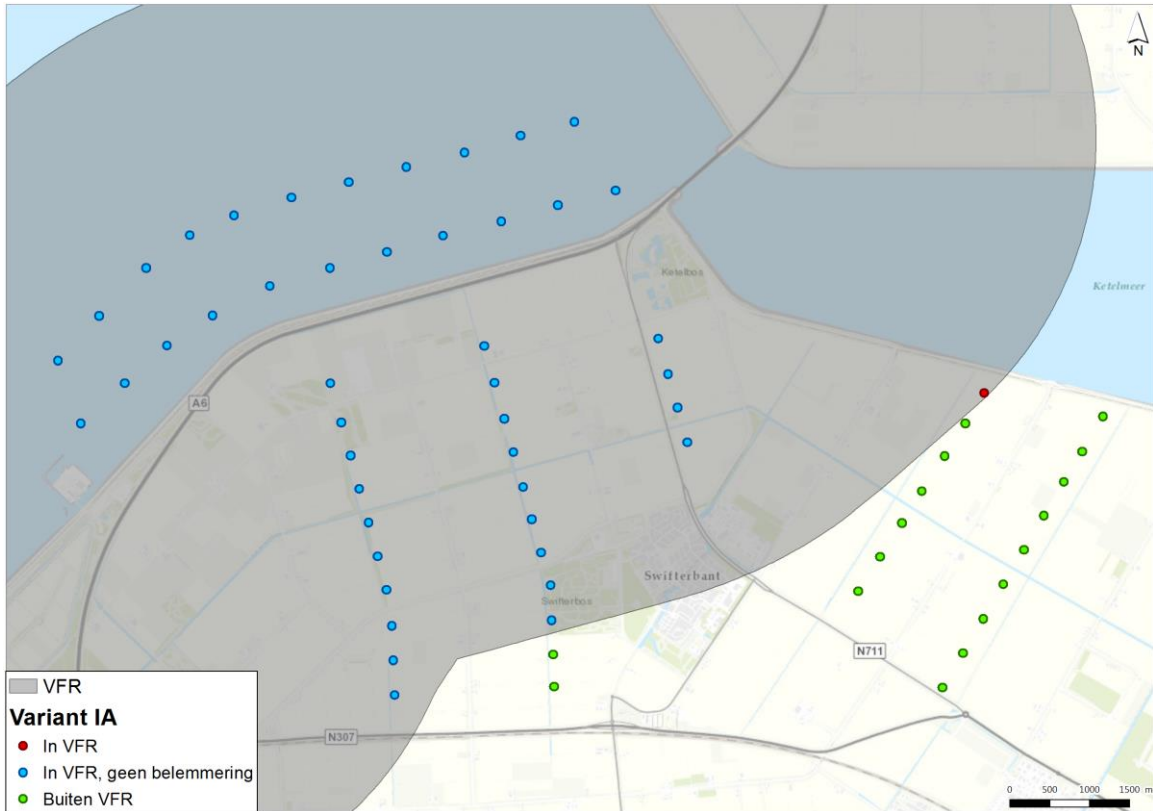 N
Ketelbos
Ketelmeer
A6
Swifterbant
Swifterbos
N711
N307
VFR
Variant IA
In VFR
In VFR, geen belemmering
Buiten VFR
0 500 1000 1500 m